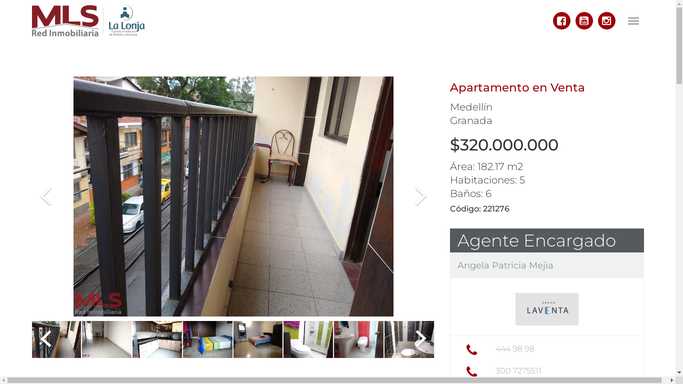 MLS
Red Inmobiliaria
La Lonja
Apartamento en Venta
Medellín
Granada
$320.000.000
Área: 182.17 m2
Habitaciones: 5
Baños: 6
Código: 221276
Agente Encargado
Angela Patricia Mejia
LAVENTA
444 98 98
300 7275511
MLS
Red Inmobiliaria